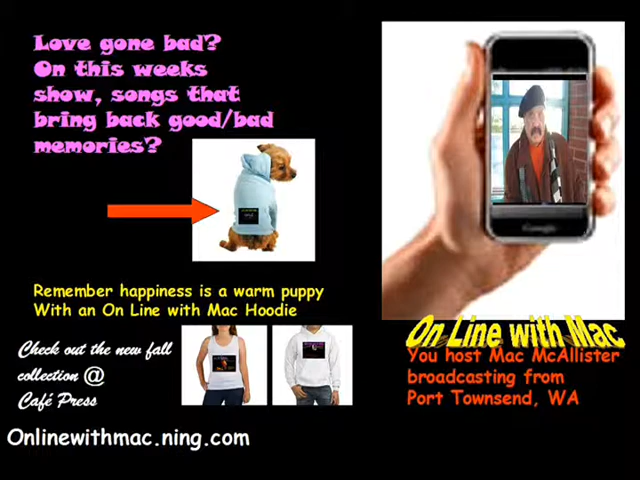 Love gone bad?
On this weeks
show, songs that
bring back good/bad
memories?
Remember happiness is a warm puppy
With an On Line with Mac Hoodie
Check out the new fall
collection @
Café Press
Onlinewithmac.ning.com
On Line with Mac
You host Mac McAllister
broadcasting from
Port Townsend, WA